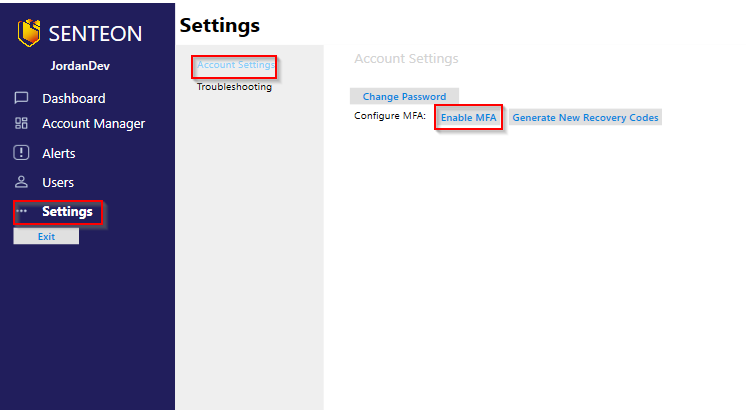 SENTEON
JordanDev
Dashboard
Account Manager
Alerts
Users
Settings
Exit
Settings
Account Settings
Troubleshooting
Account Settings
Change Password
Configure MFA: Enable MFA Generate New Recovery Codes